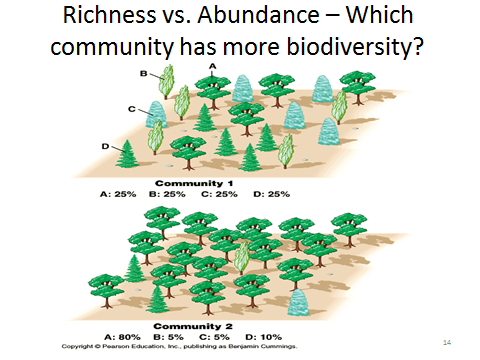 Richness vs. Abundance – Which
community has more biodiversity?
A
B
C
D
Community 1
A: 25% B: 25% C: 25% D: 25%
Community 2
A: 80% B: 5% C: 5% D: 10%
Copyright © Pearson Education, Inc., publishing as Benjamin Cummings.
14